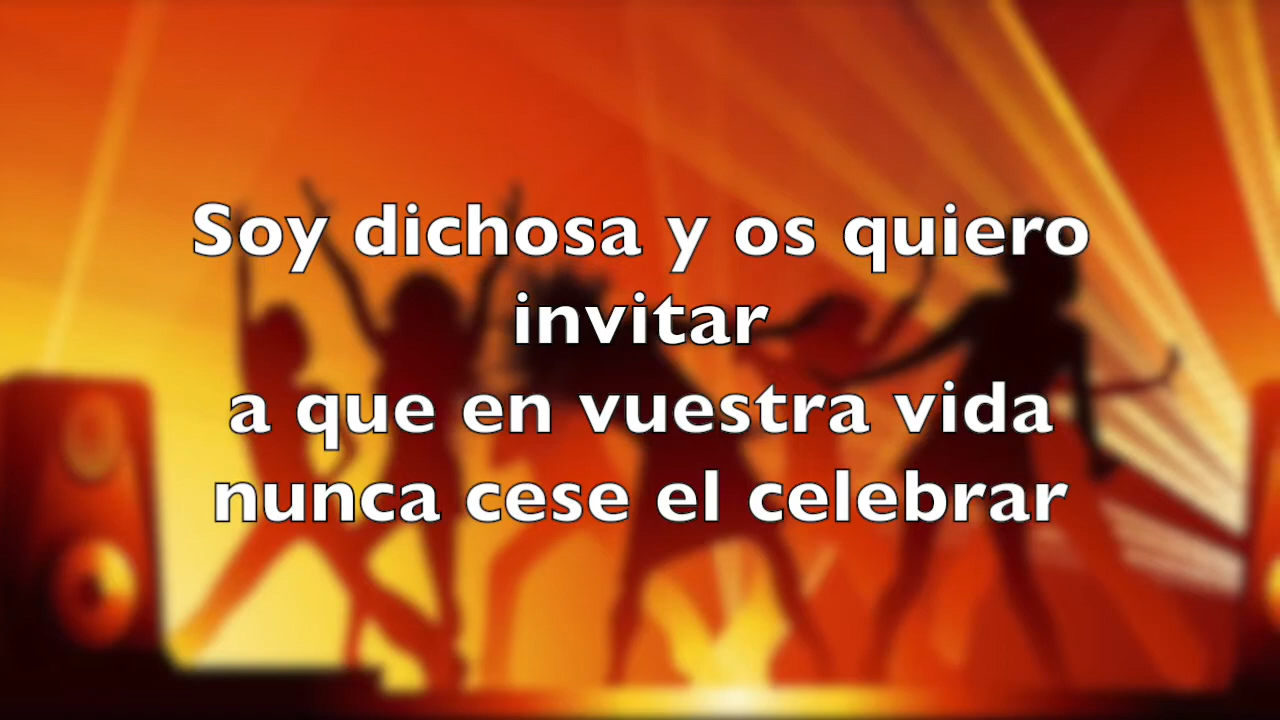 Soy dichosa y os quiero
invitar
a que en vuestra vida
nunca cese el celebrar